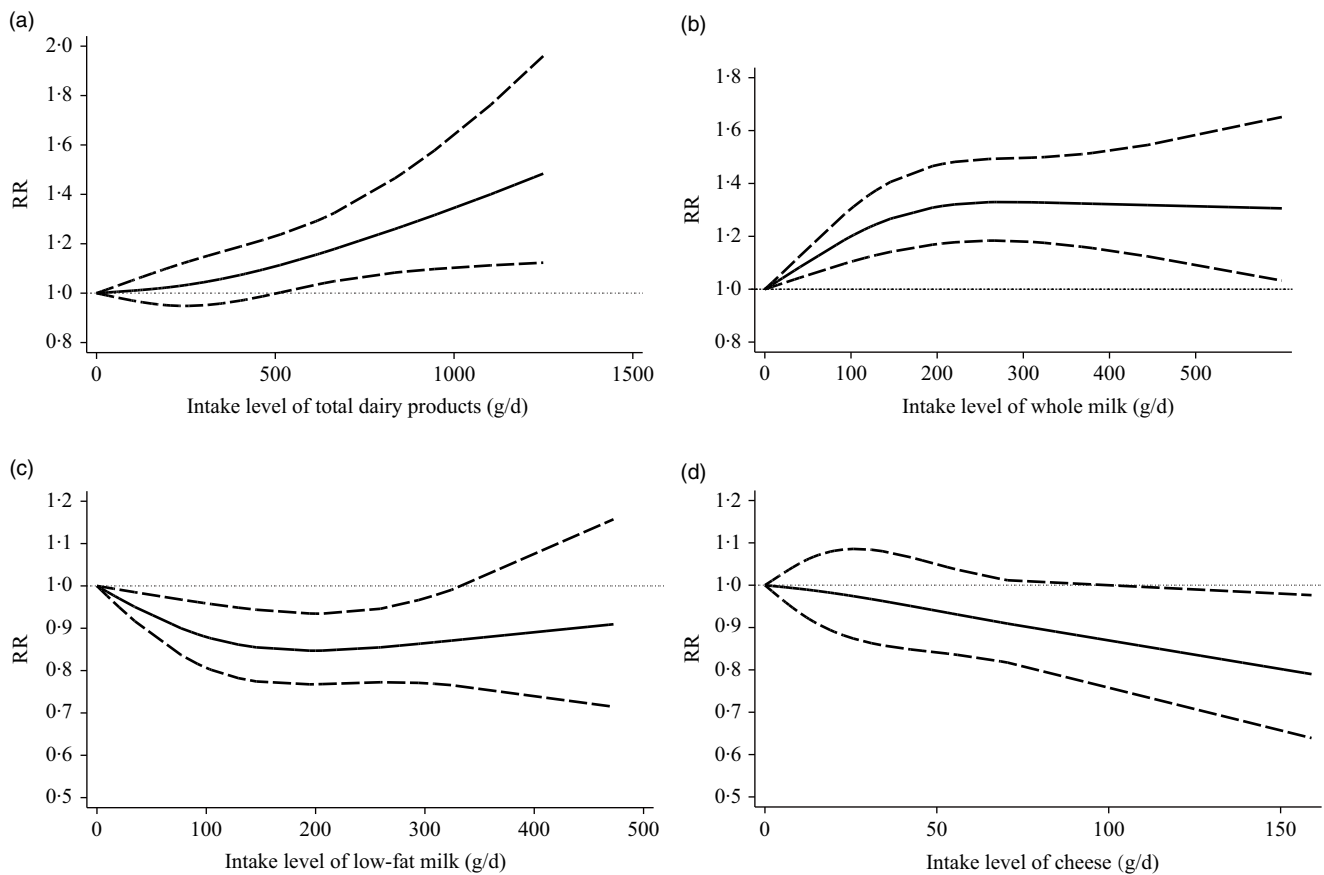 (a)
2·0
1·8
1·6
1·4
1·2
1·0
0·8
RR
0 500 1000 1500
Intake level of total dairy products (g/d)
(b)
1·8
1·6
1·4
1·2
1·0
0·8
RR
0 100 200 300 400 500
Intake level of whole milk (g/d)
(c)
1·2
1·1
1·0
0·9
0·8
0·7
0·6
0·5
RR
0 100 200 300 400 500
Intake level of low-fat milk (g/d)
(d)
1·2
1·1
1·0
0·9
0·8
0·7
0·6
0·5
RR
0 50 100 150
Intake level of cheese (g/d)